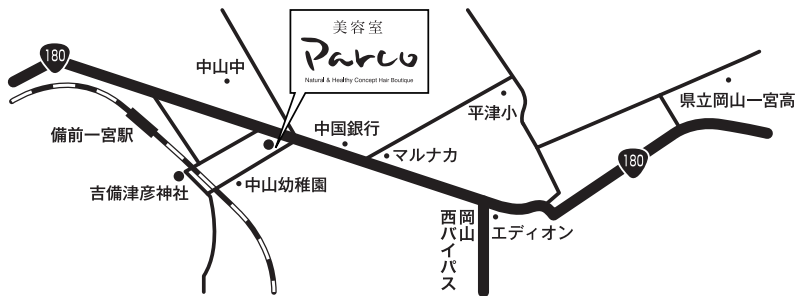 美容室
Parco
Natural & Healthy Concept Hair Boutique
180
中山中
備前一宮駅
中国銀行
マルナカ
平津小
県立岡山一宮高
180
吉備津彦神社
中山幼稚園
岡山
西バイパス
エディオン